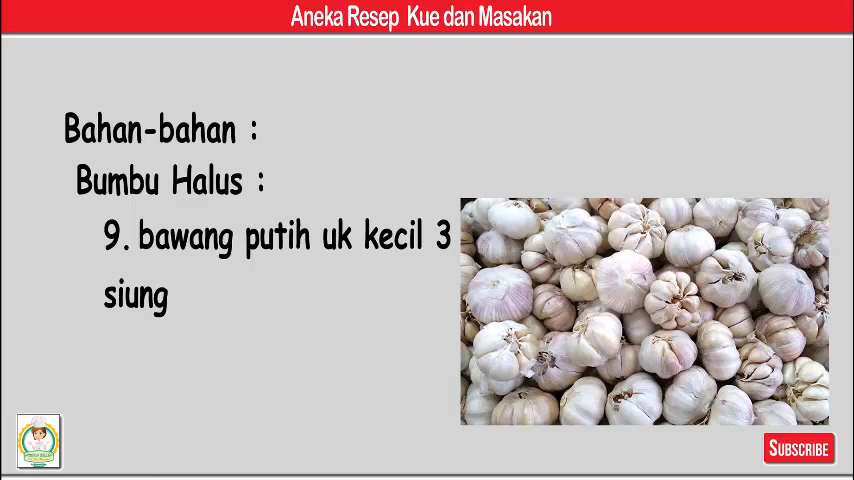 Aneka Resep Kue dan Masakan
Bahan-bahan :
Bumbu Halus :
9. bawang putih uk kecil 3
siung
SUBSCRIBE